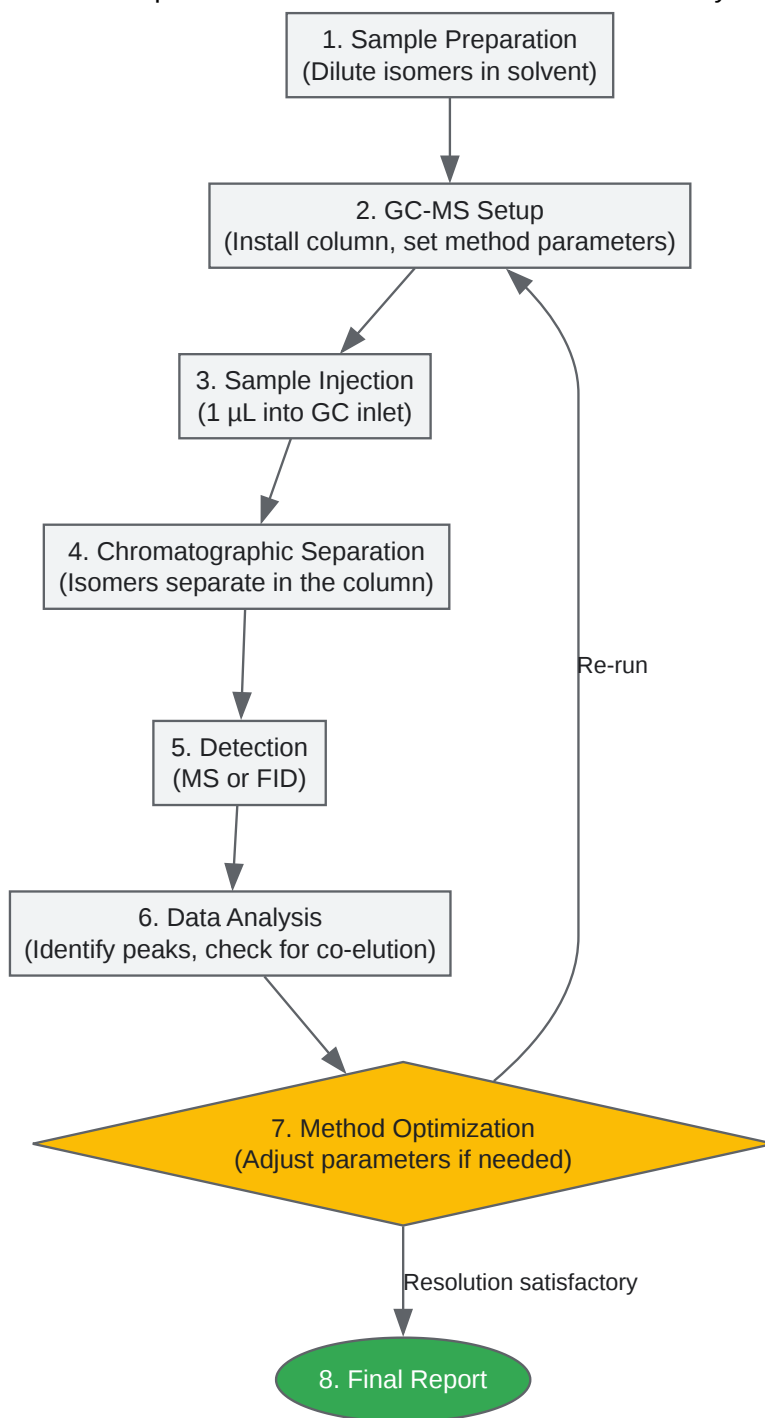 1. Sample Preparation
(Dilute isomers in solvent)
2. GC-MS Setup
(Install column, set method parameters)
3. Sample Injection
(1 µL into GC inlet)
4. Chromatographic Separation
(Isomers separate in the column)
Re-run
5. Detection
(MS or FID)
6. Data Analysis
(Identify peaks, check for co-elution)
7. Method Optimization
(Adjust parameters if needed)
Resolution satisfactory
8. Final Report